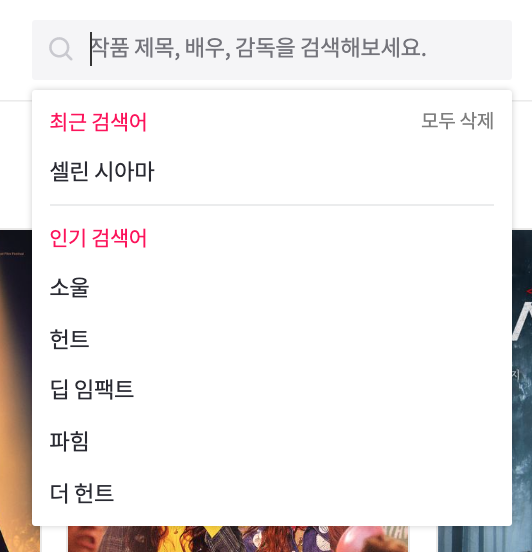 작품 제목, 배우, 감독을 검색해보세요.
최근 검색어 모두 삭제
셀린 시아마
인기 검색어
소울
헌트
딥 임팩트
파힘
더 헌트
지